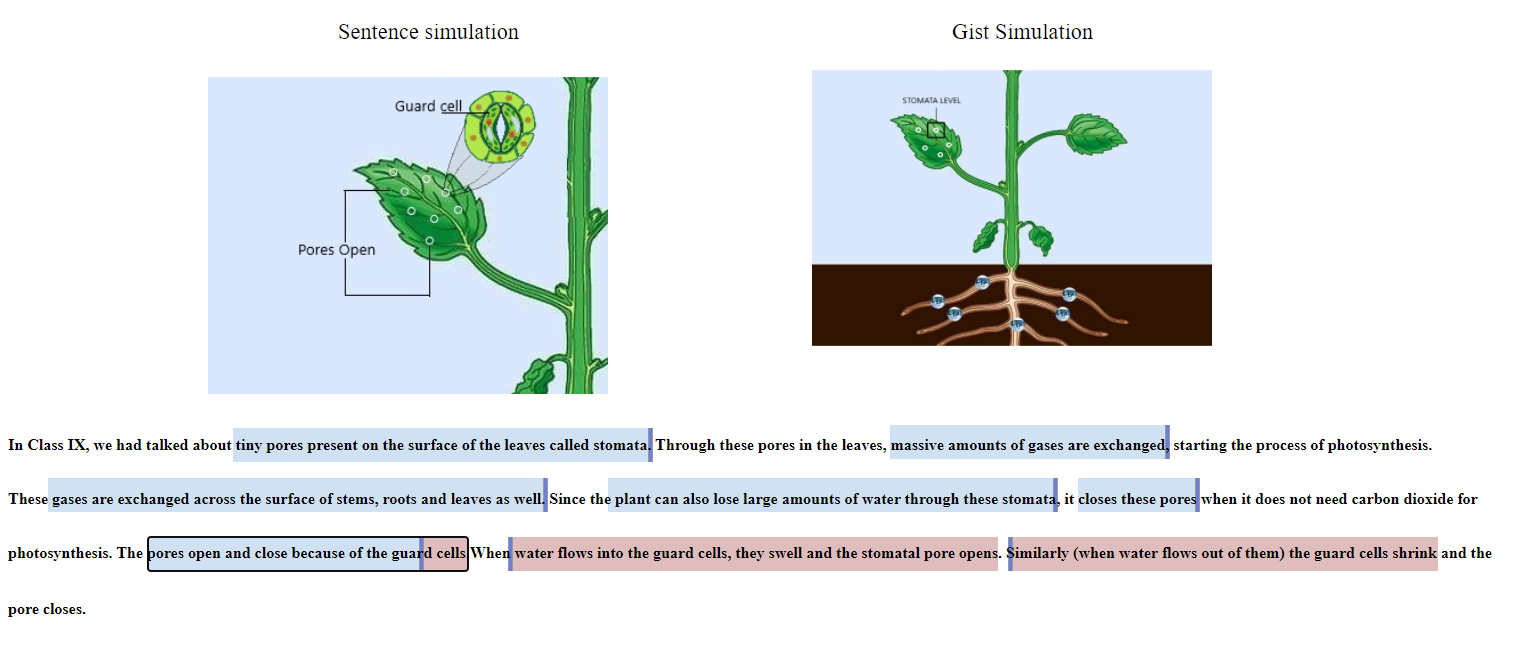 Sentence simulation
Gist Simulation
Guard cell
Pores Open
STOMATA LEVEL
In Class IX, we had talked about tiny pores present on the surface of the leaves called stomata. Through these pores in the leaves, massive amounts of gases are exchanged, starting the process of photosynthesis.
These gases are exchanged across the surface of stems, roots and leaves as well. Since the plant can also lose large amounts of water through these stomata, it closes these pores when it does not need carbon dioxide for
photosynthesis. The pores open and close because of the guard cells When water flows into the guard cells, they swell and the stomatal pore opens. Similarly (when water flows out of them) the guard cells shrink and the
pore closes.